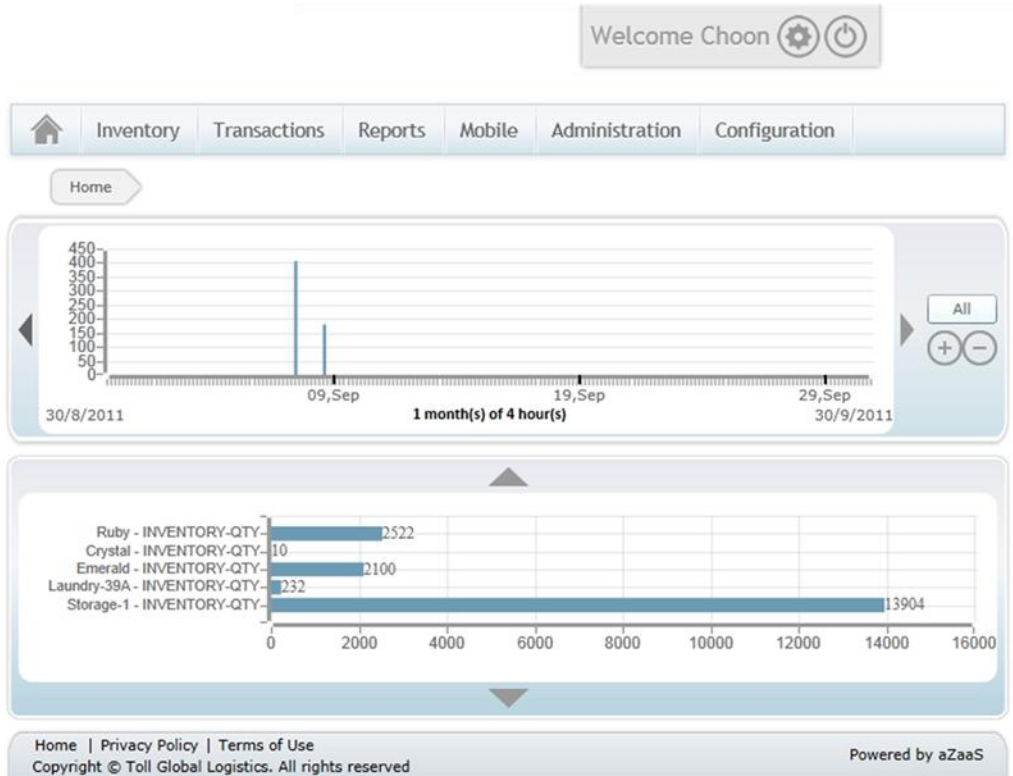 Welcome Choon
Inventory Transactions Reports Mobile Administration Configuration
Home
450
400
350
300
250
200
150
100
50
0
09,Sep 19,Sep 29,Sep
30/8/2011 1 month(s) of 4 hour(s) 30/9/2011
All
Ruby - INVENTORY-QTY 2522
Crystal - INVENTORY-QTY 10
Emerald - INVENTORY-QTY 2100
Laundry-39A - INVENTORY-QTY 232
Storage-1 - INVENTORY-QTY 13904
0 2000 4000 6000 8000 10000 12000 14000 16000
Home | Privacy Policy | Terms of Use
Copyright © Toll Global Logistics. All rights reserved
Powered by aZaaS